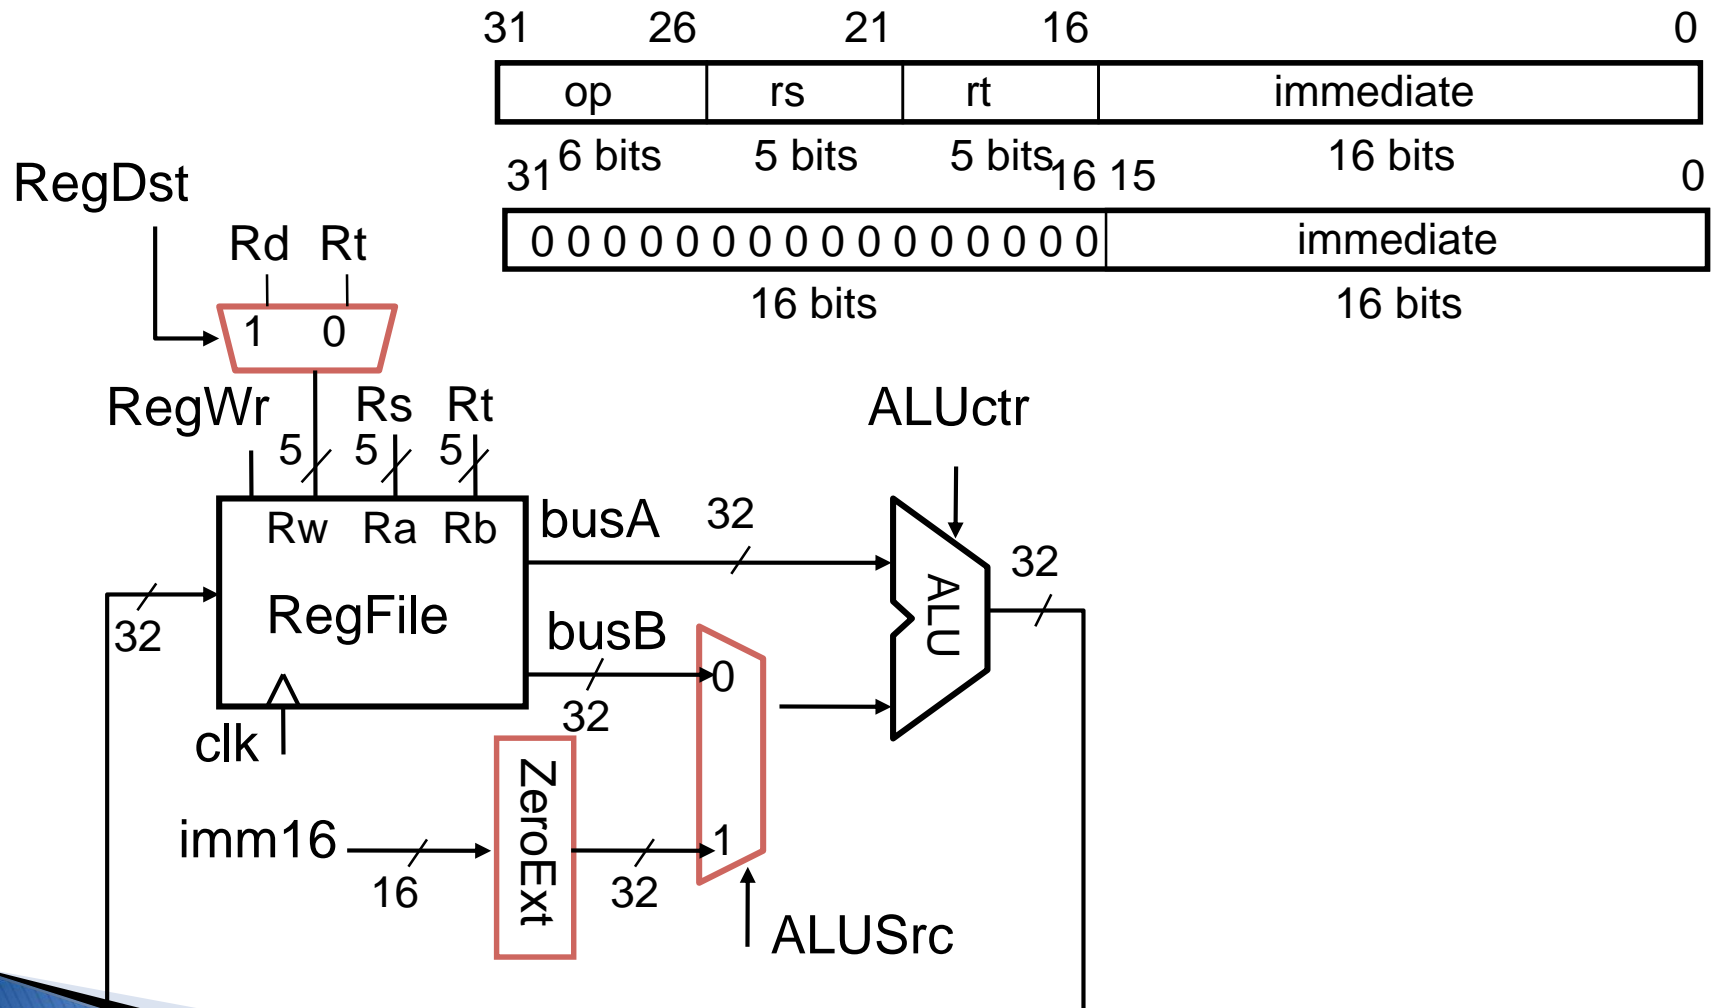 31 26 21 16 0
op rs rt immediate
6 bits 5 bits 5 bits 16 bits
31 16 15 0
RegDst
Rd Rt
0 0 0 0 0 0 0 0 0 0 0 0 0 0 0 0 immediate
16 bits 16 bits
1 0
RegWr Rs Rt ALUctr
5 5 5
Rw Ra Rb busA 32
32
ALU
RegFile busB
32
0
32
clk
ZeroExt
imm16 1
16 32
ALUSrc